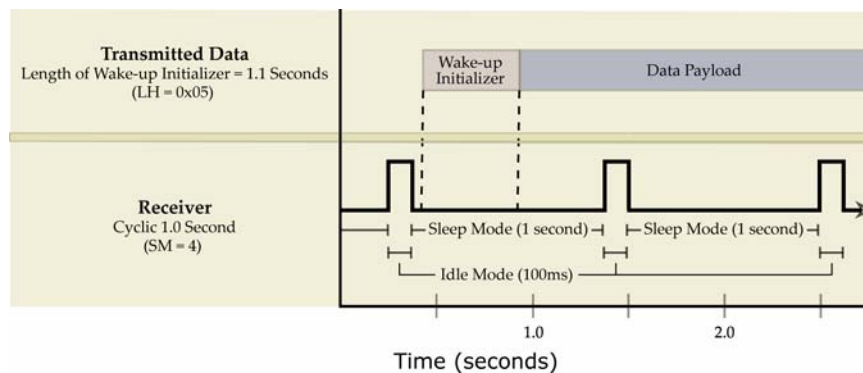 Transmitted Data
Length of Wake-up Initializer = 1.1 Seconds
(LH = 0x05)
Wake-up
Initializer
Data Payload
Receiver
Cyclic 1.0 Second
(SM = 4)
Sleep Mode (1 second)
Sleep Mode (1 second)
Idle Mode (100ms)
1.0
2.0
Time (seconds)